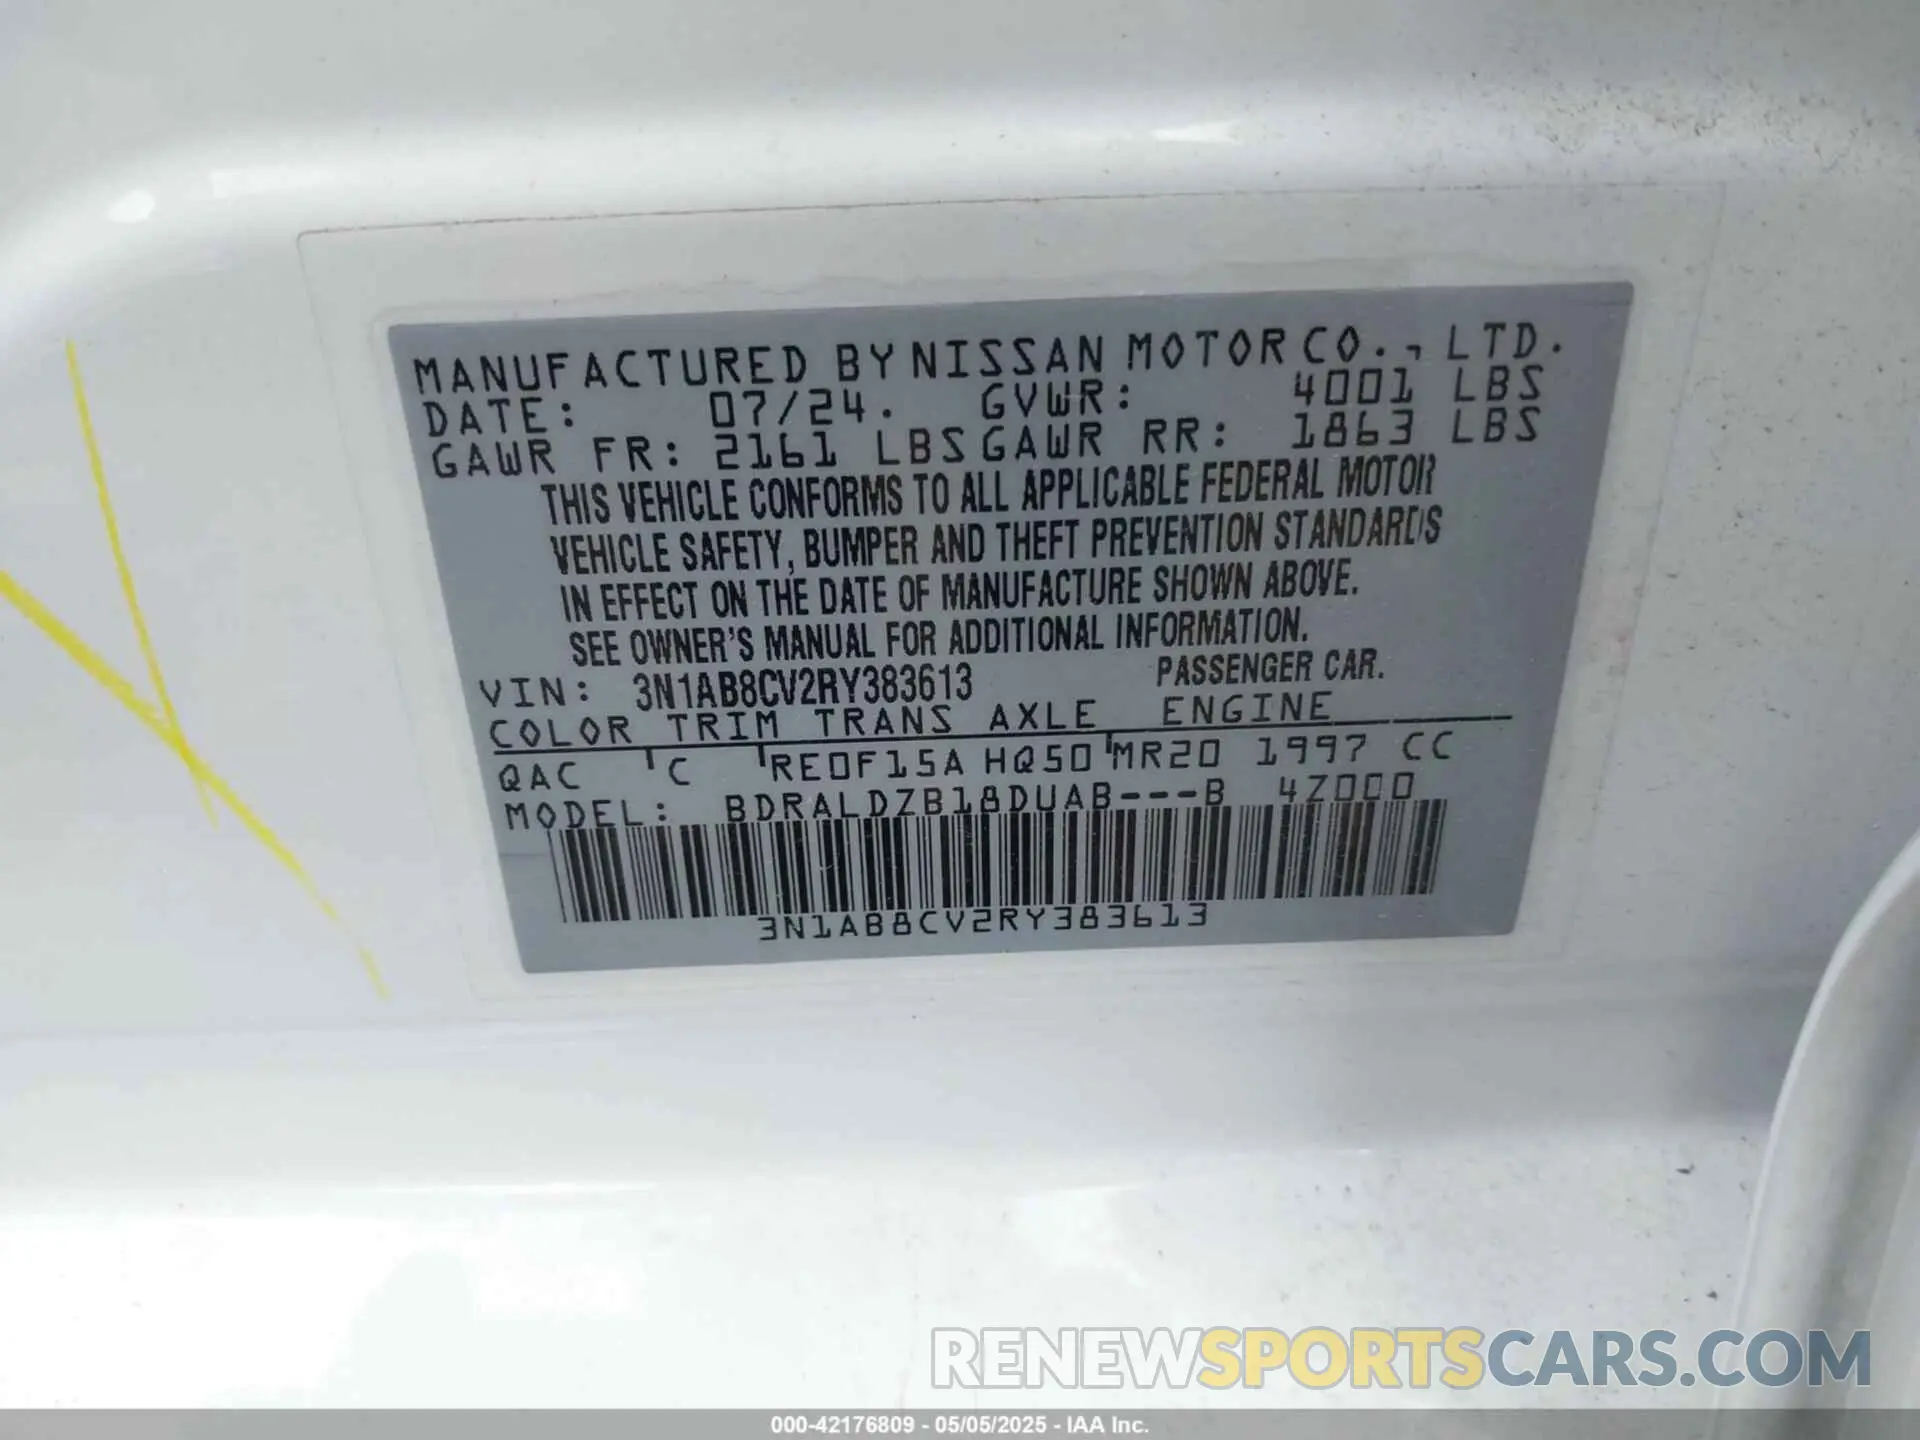 MANUFACTURED BY NISSAN MOTOR CO., LTD.
DATE: 07/24. GVWR: 4001 LBS
GAWR FR: 2161 LBS GAWR RR: 1863 LBS
THIS VEHICLE CONFORMS TO ALL APPLICABLE FEDERAL MOTOR
VEHICLE SAFETY, BUMPER AND THEFT PREVENTION STANDARDS
IN EFFECT ON THE DATE OF MANUFACTURE SHOWN ABOVE.
SEE OWNER'S MANUAL FOR ADDITIONAL INFORMATION.
VIN: 3N1AB8CV2RY383613 PASSENGER CAR.
COLOR TRIM TRANS AXLE ENGINE
QAC C RE0F15A HQ50 MR20 1997 CC
MODEL: BDRALDZB18DUAB---B 4Z000
3N1AB8CV2RY383613
RENEWSPORTSCARS.COM
000-42176809 - 05/05/2025 - IAA Inc.